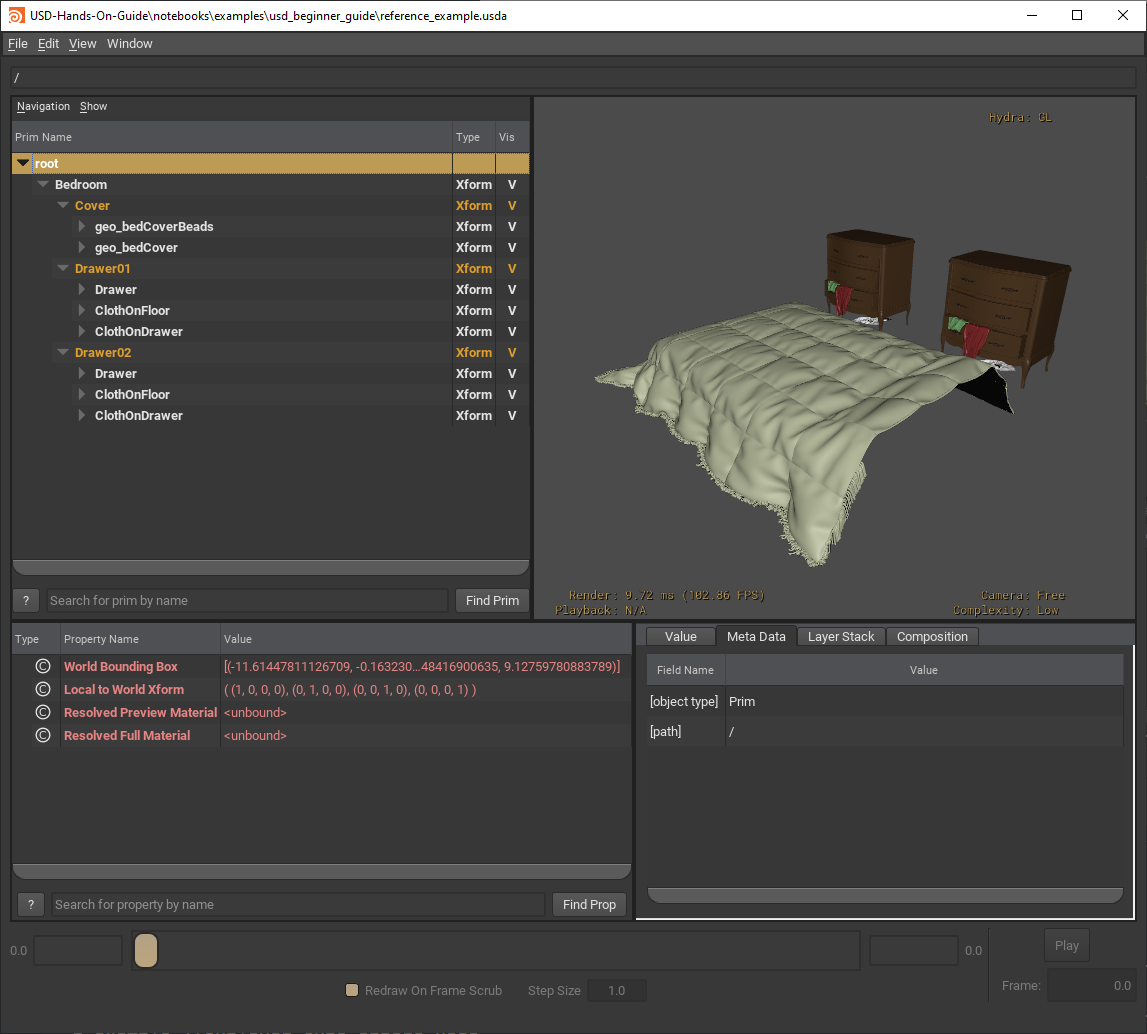 USD-Hands-On-Guide\notebooks\examples\usd_beginner_guide\reference_example.usda
File Edit View Window
/
Navigation Show
Prim Name Type Vis
root
Bedroom Xform V
Cover Xform V
geo_bedCoverBeads Xform V
geo_bedCover Xform V
Drawer01 Xform V
Drawer Xform V
ClothOnFloor Xform V
ClothOnDrawer Xform V
Drawer02 Xform V
Drawer Xform V
ClothOnFloor Xform V
ClothOnDrawer Xform V
? Search for prim by name Find Prim
Hydra: GL
Render: 9.72 ms (102.86 FPS)
Playback: N/A
Camera: Free
Complexity: Low
Type Property Name Value
© World Bounding Box [(-11.61447811126709, -0.163230...48416900635, 9.12759780883789)]
© Local to World Xform ( (1, 0, 0, 0), (0, 1, 0, 0), (0, 0, 1, 0), (0, 0, 0, 1) )
© Resolved Preview Material <unbound>
© Resolved Full Material <unbound>
? Search for property by name Find Prop
Value Meta Data Layer Stack Composition
Field Name Value
[object type] Prim
[path] /
0.0 0.0 Play
Redraw On Frame Scrub Step Size 1.0 Frame: 0.0